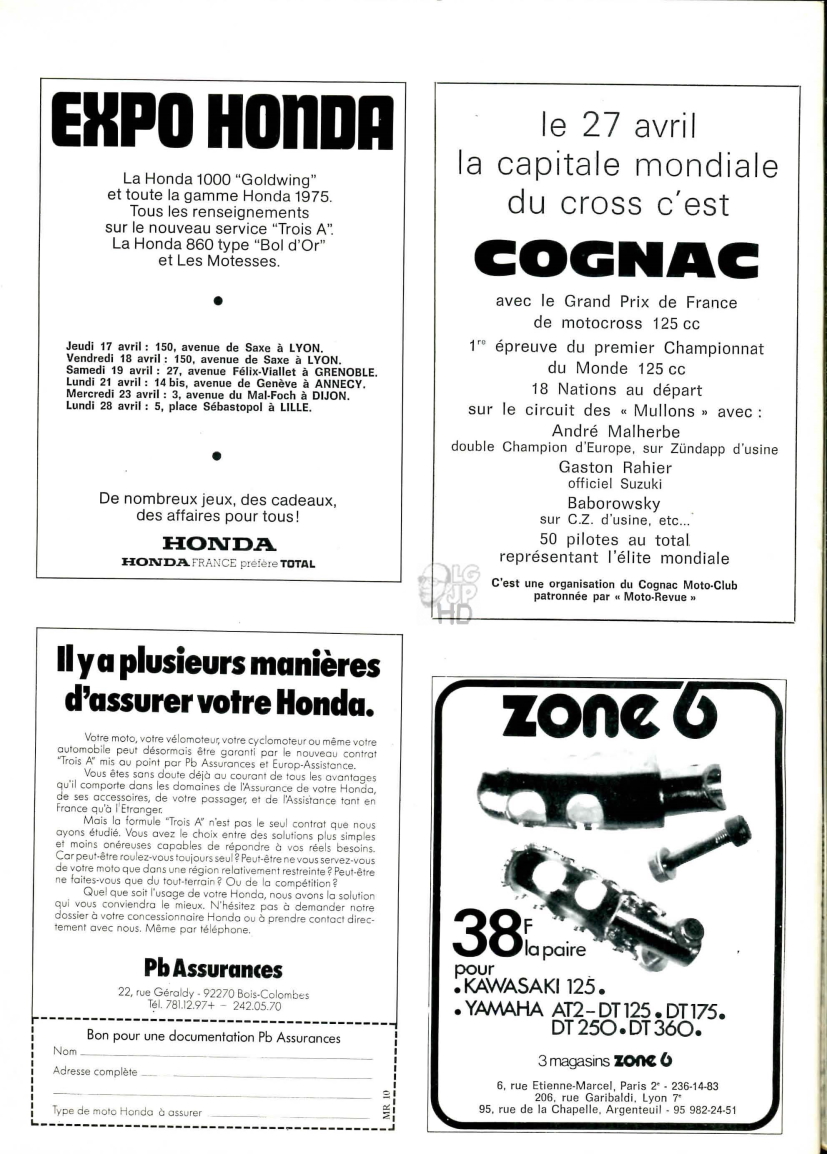 EXPO HONDA
La Honda 1000 "Goldwing"
et toute la gamme Honda 1975.
Tous les renseignements
sur le nouveau service "Trois A".
La Honda 860 type "Bol d'Or"
et Les Motesses.
•
Jeudi 17 avril : 150, avenue de Saxe à LYON.
Vendredi 18 avril : 150, avenue de Saxe à LYON.
Samedi 19 avril : 27, avenue Félix-Viallet à GRENOBLE.
Lundi 21 avril : 14 bis, avenue de Genève à ANNECY.
Mercredi 23 avril : 3, avenue du Mal-Foch à DIJON.
Lundi 28 avril : 5, place Sébastopol à LILLE.
•
De nombreux jeux, des cadeaux,
des affaires pour tous !
HONDA
HONDA FRANCE préfère TOTAL
le 27 avril
la capitale mondiale
du cross c'est
COGNAC
avec le Grand Prix de France
de motocross 125 cc
1re épreuve du premier Championnat
du Monde 125 cc
18 Nations au départ
sur le circuit des « Mullons » avec :
André Malherbe
double Champion d'Europe, sur Zündapp d'usine
Gaston Rahier
officiel Suzuki
Baborowsky
sur C.Z. d'usine, etc...
50 pilotes au total
représentant l'élite mondiale
C'est une organisation du Cognac Moto-Club
patronnée par « Moto-Revue »
LG
JP
HD
Il y a plusieurs manières
d'assurer votre Honda.
Votre moto, votre vélomoteur, votre cyclomoteur ou même votre
automobile peut désormais être garanti par le nouveau contrat
"Trois A" mis au point par Pb Assurances et Europ-Assistance.
Vous êtes sans doute déjà au courant de tous les avantages
qu'il comporte dans les domaines de l'Assurance de votre Honda,
de ses accessoires, de votre passager, et de l'Assistance tant en
France qu'à l'Etranger.
Mais la formule "Trois A" n'est pas le seul contrat que nous
ayons étudié. Vous avez le choix entre des solutions plus simples
et moins onéreuses capables de répondre à vos réels besoins.
Car peut-être roulez-vous toujours seul ? Peut-être ne vous servez-vous
de votre moto que dans une région relativement restreinte ? Peut-être
ne faites-vous que du tout-terrain ? Ou de la compétition ?
Quel que soit l'usage de votre Honda, nous avons la solution
qui vous conviendra le mieux. N'hésitez pas à demander notre
dossier à votre concessionnaire Honda ou à prendre contact direc-
tement avec nous. Même par téléphone.
Pb Assurances
22, rue Géraldy - 92270 Bois-Colombes
Tél. 781.12.97+ - 242.05.70
Bon pour une documentation Pb Assurances
Nom
Adresse complète
Type de moto Honda à assurer
MR 10
zone 6
38F
la paire
pour
• KAWASAKI 125.
• YAMAHA AT2-DT125. DT175.
DT250. DT360.
3 magasins zone 6
6, rue Etienne-Marcel, Paris 2e - 236-14-83
206, rue Garibaldi, Lyon 7e
95, rue de la Chapelle, Argenteuil - 95 982-24-51